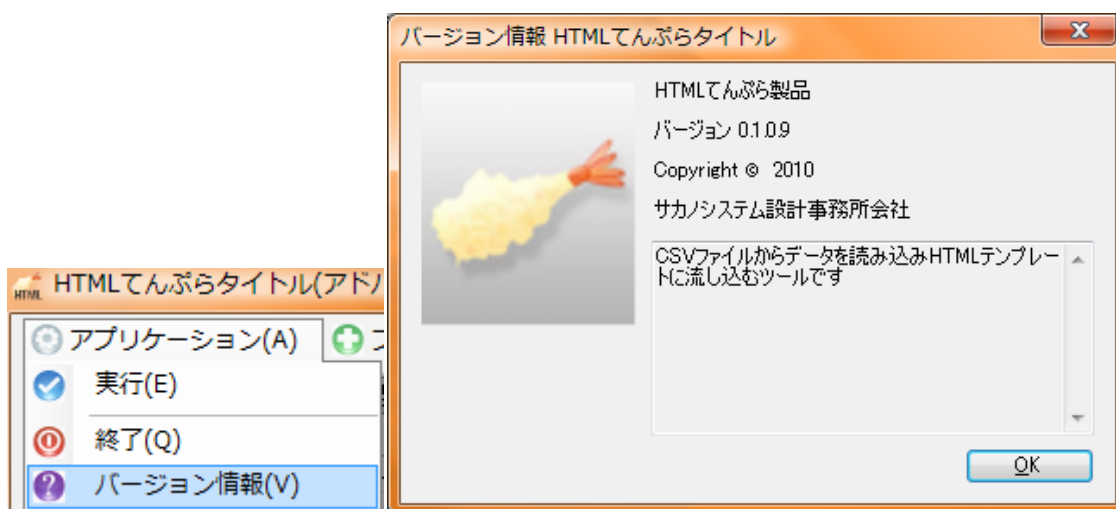 バージョン情報 HTMLてんぷらタイトル
HTMLてんぷら製品
バージョン 0.1.0.9
Copyright © 2010
サカノシステム設計事務所会社
CSVファイルからデータを読み込みHTMLテンプレー
トに流し込むツールです
OK
HTML
HTMLてんぷらタイトル(アド
アプリケーション(A)
実行(E)
終了(Q)
バージョン情報(V)